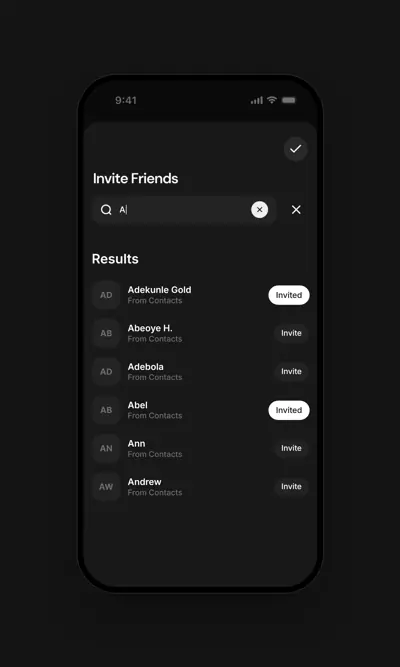 9:41
Invite Friends
A
Results
AD
Adekunle Gold
From Contacts
Invited
AB
Abeoye H.
From Contacts
Invite
AD
Adebola
From Contacts
Invite
AB
Abel
From Contacts
Invited
AN
Ann
From Contacts
Invite
AW
Andrew
From Contacts
Invite